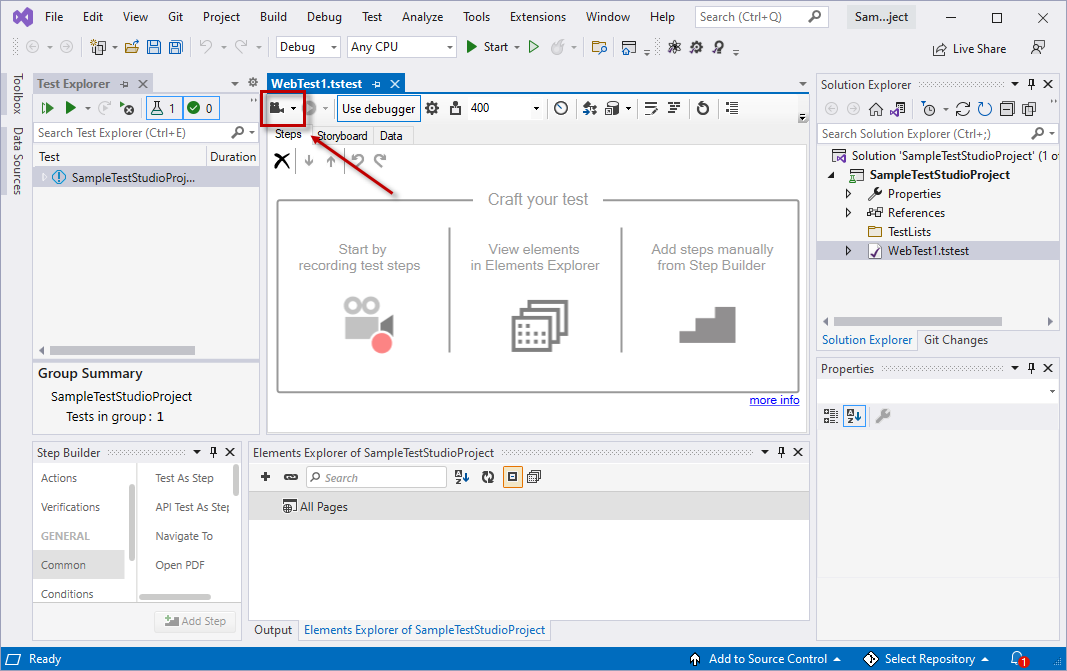 File Edit View Git Project Build Debug Test Analyze Tools Extensions Window Help Search (Ctrl+Q) Sam...ject
Debug Any CPU Start Live Share
Toolbox
Data Sources
Test Explorer
1 0
Search Test Explorer (Ctrl+E)
Test Duration
SampleTestStudioProj...
Group Summary
SampleTestStudioProject
Tests in group: 1
WebTest1.tstest
Use debugger 400
Steps Storyboard Data
Craft your test
Start by
recording test steps
View elements
in Elements Explorer
Add steps manually
from Step Builder
more info
Solution Explorer
Search Solution Explorer (Ctrl+;)
Solution 'SampleTestStudioProject' (1 o
SampleTestStudioProject
Properties
References
TestLists
WebTest1.tstest
Solution Explorer Git Changes
Properties
Step Builder
Actions
Verifications
GENERAL
Common
Conditions
Test As Step
API Test As Step
Navigate To
Open PDF
Add Step
Elements Explorer of SampleTestStudioProject
Search
All Pages
Output Elements Explorer of SampleTestStudioProject
Ready Add to Source Control Select Repository 1